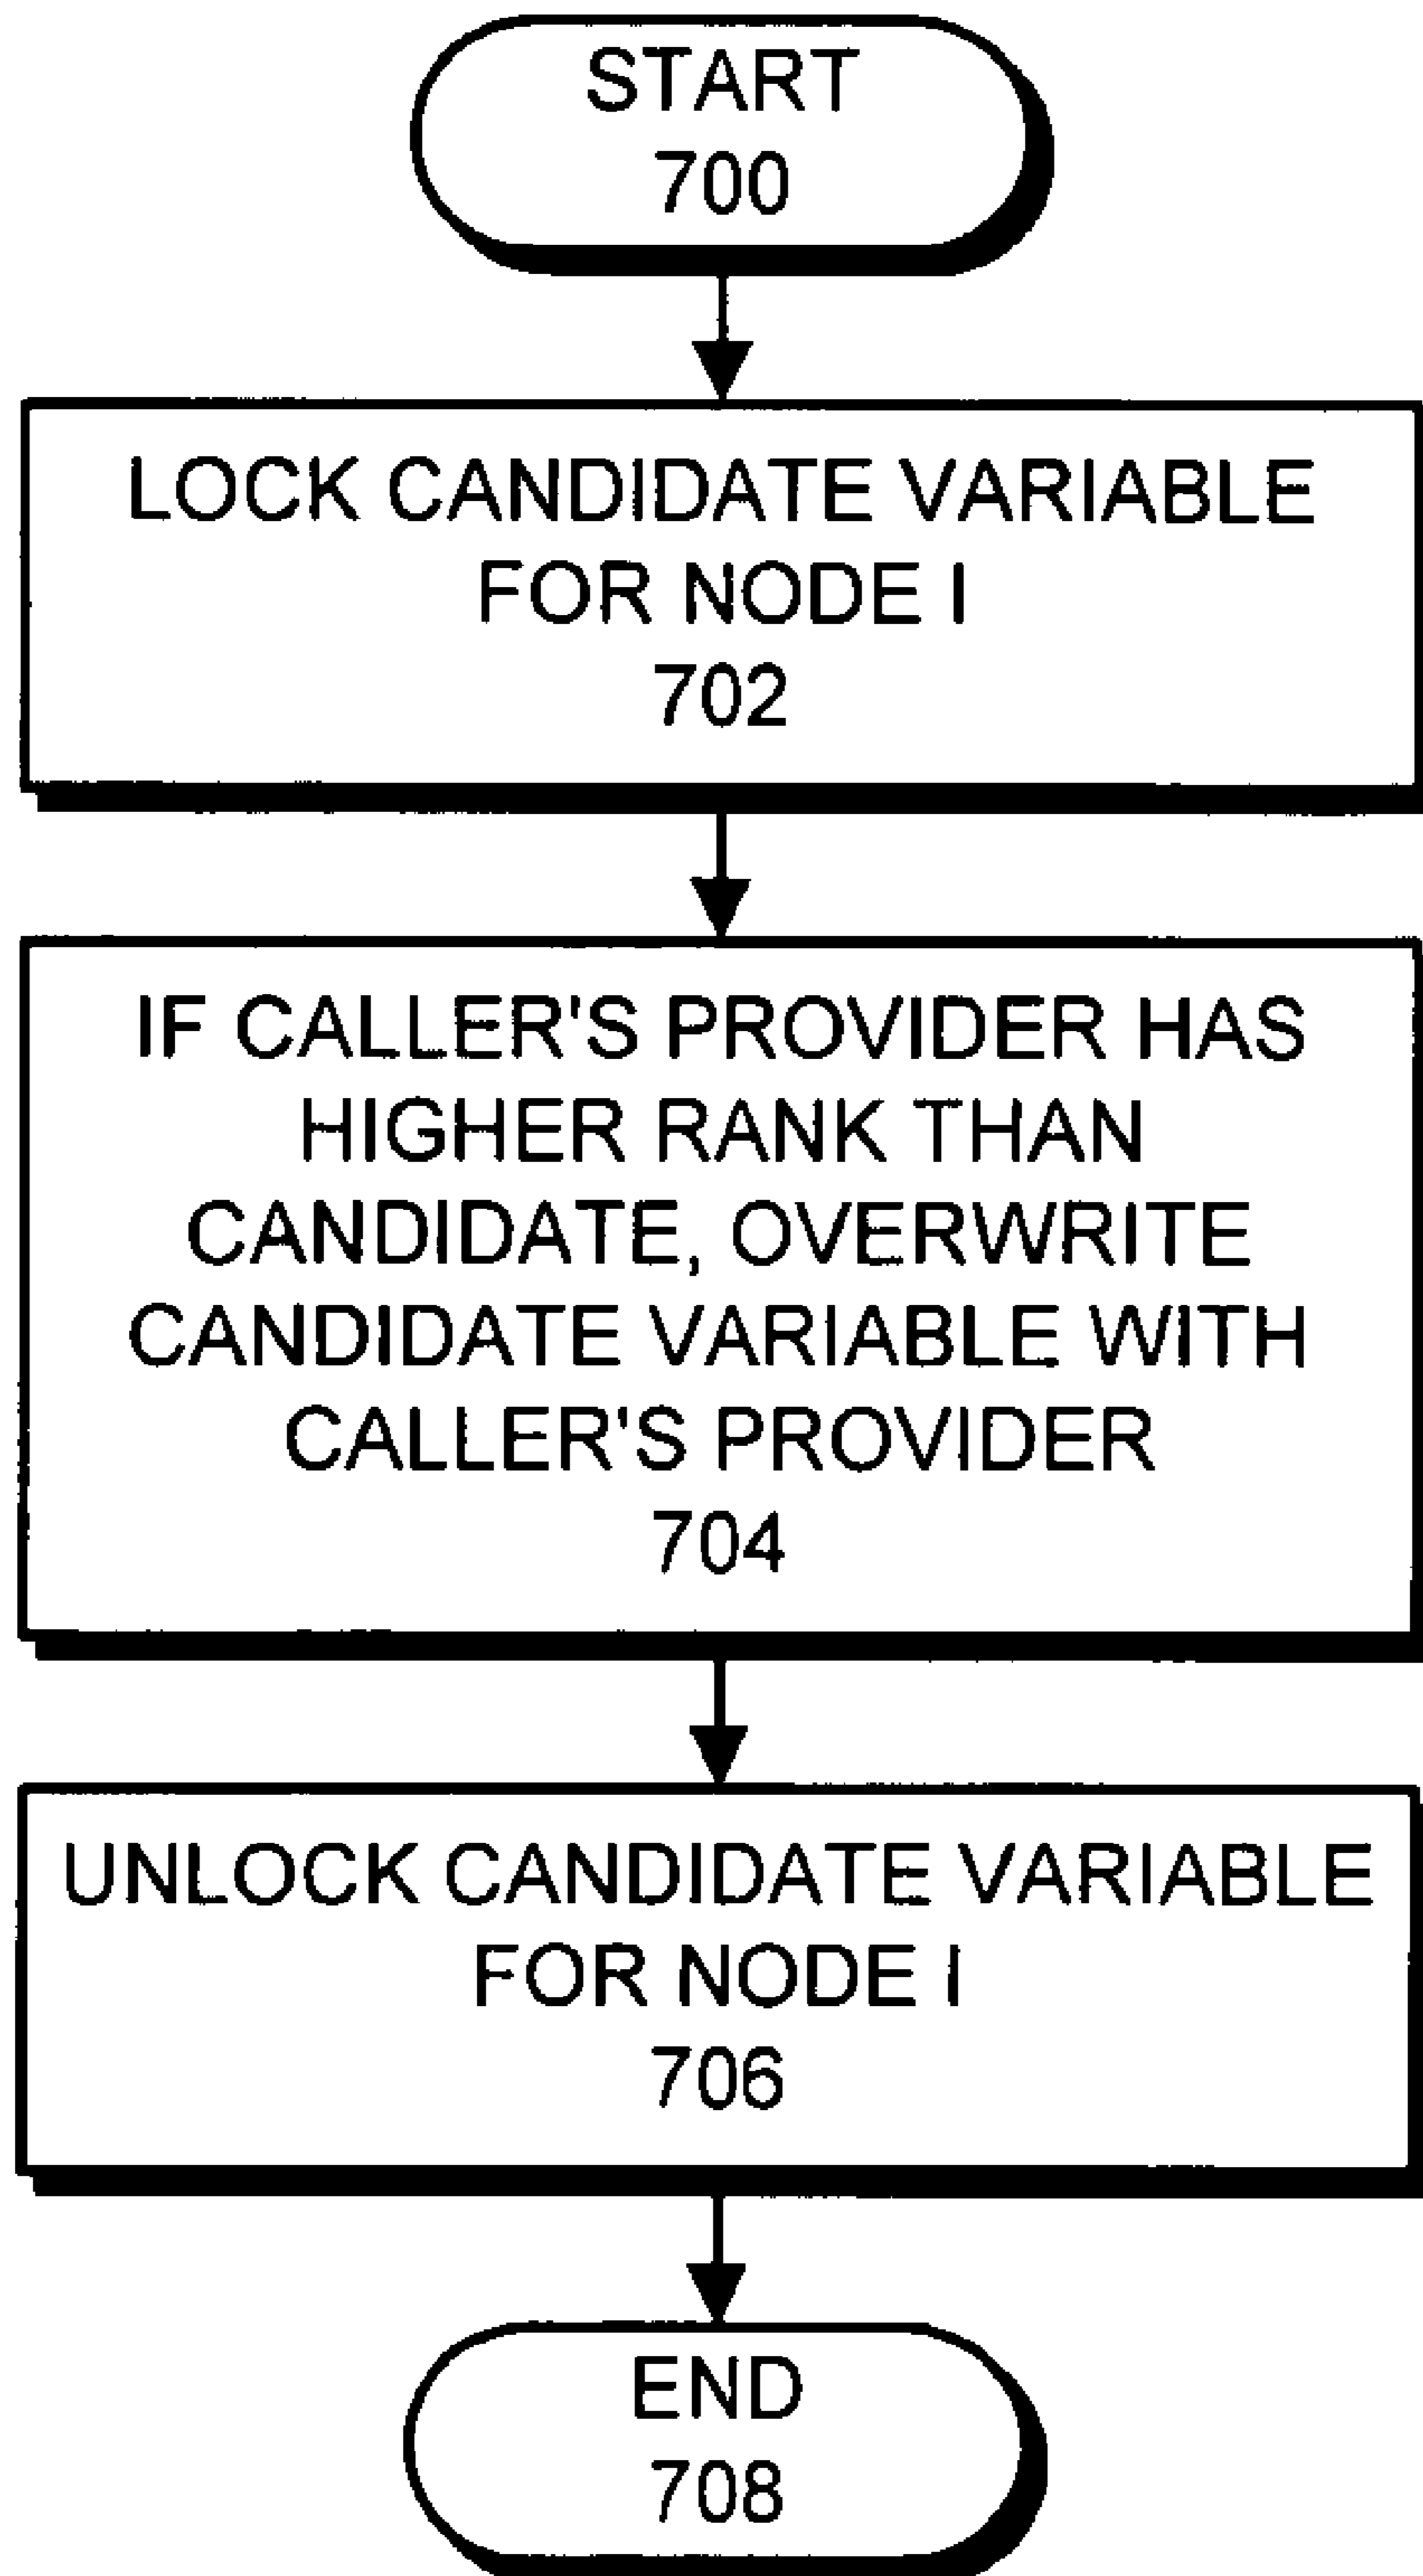 START
700
LOCK CANDIDATE VARIABLE
FOR NODE I
702
IF CALLER'S PROVIDER HAS
HIGHER RANK THAN
CANDIDATE, OVERWRITE
CANDIDATE VARIABLE WITH
CALLER'S PROVIDER
704
UNLOCK CANDIDATE VARIABLE
FOR NODE I
706
END
708